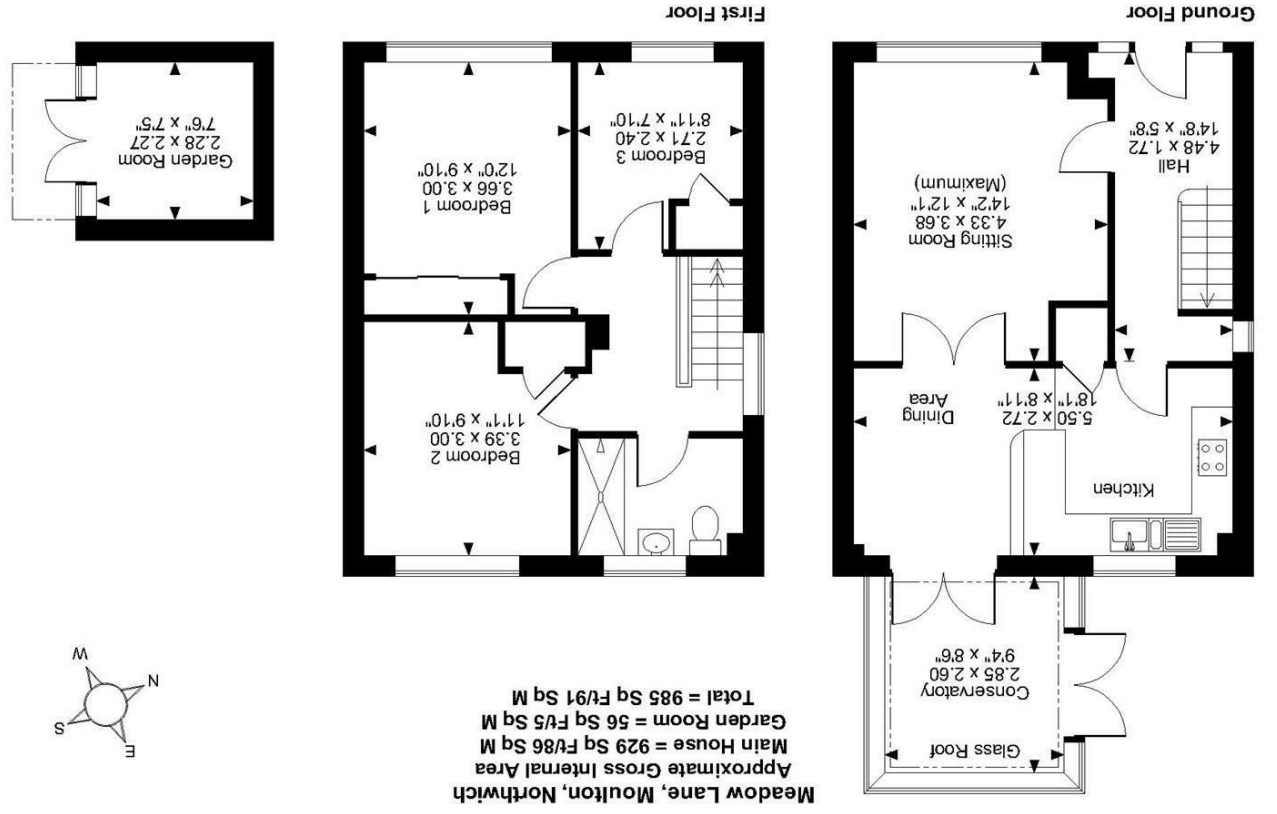 Meadow Lane, Moulton, Northwich
Approximate Gross Internal Area
Main House = 929 Sq Ft/86 Sq M
Garden Room = 56 Sq Ft/5 Sq M
Total = 985 Sq Ft/91 Sq M
Glass Roof
Conservatory
2.85 x 2.60
9'4" x 8'6"
E
S
N
W
Kitchen
5.50 x 2.72
18'1" x 8'11"
Dining
Area
Sitting Room
4.33 x 3.68
14'2" x 12'1"
(Maximum)
Hall
4.48 x 1.72
14'8" x 5'8"
Ground Floor
Bedroom 2
3.39 x 3.00
11'1" x 9'10"
Bedroom 3
2.71 x 2.40
8'11" x 7'10"
Bedroom 1
3.66 x 3.00
12'0" x 9'10"
First Floor
Garden Room
2.28 x 2.27
7'6" x 7'5"